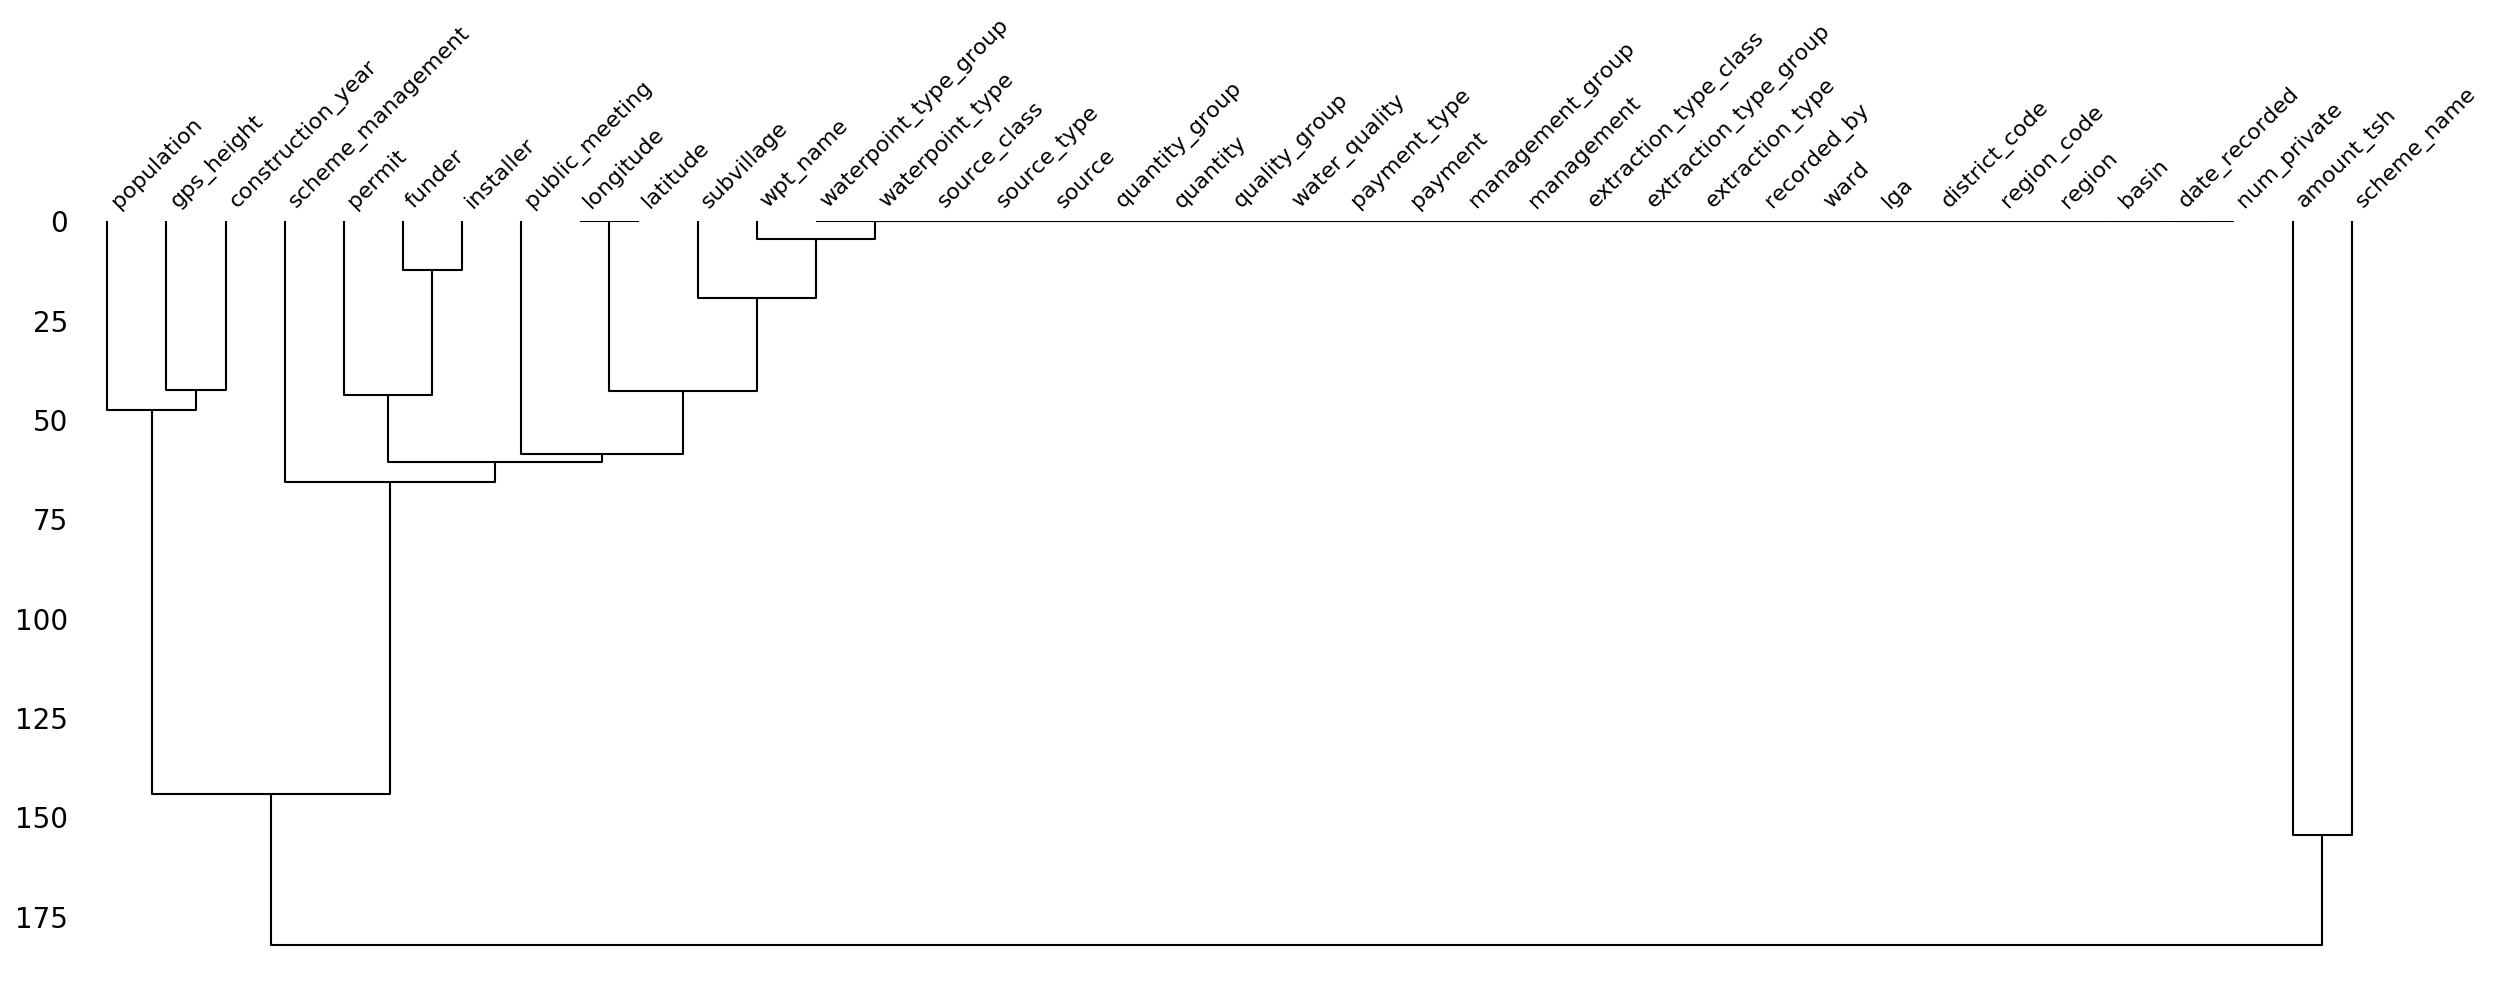 population
gps_height
construction_year
scheme_management
permit
funder
installer
public_meeting
longitude
latitude
subvillage
wpt_name
waterpoint_type_group
waterpoint_type
source_class
source_type
source
quantity_group
quantity
quality_group
water_quality
payment_type
payment
management_group
management
extraction_type_class
extraction_type_group
extraction_type
recorded_by
ward
lga
district_code
region_code
region
basin
date_recorded
num_private
amount_tsh
scheme_name
0
25
50
75
100
125
150
175